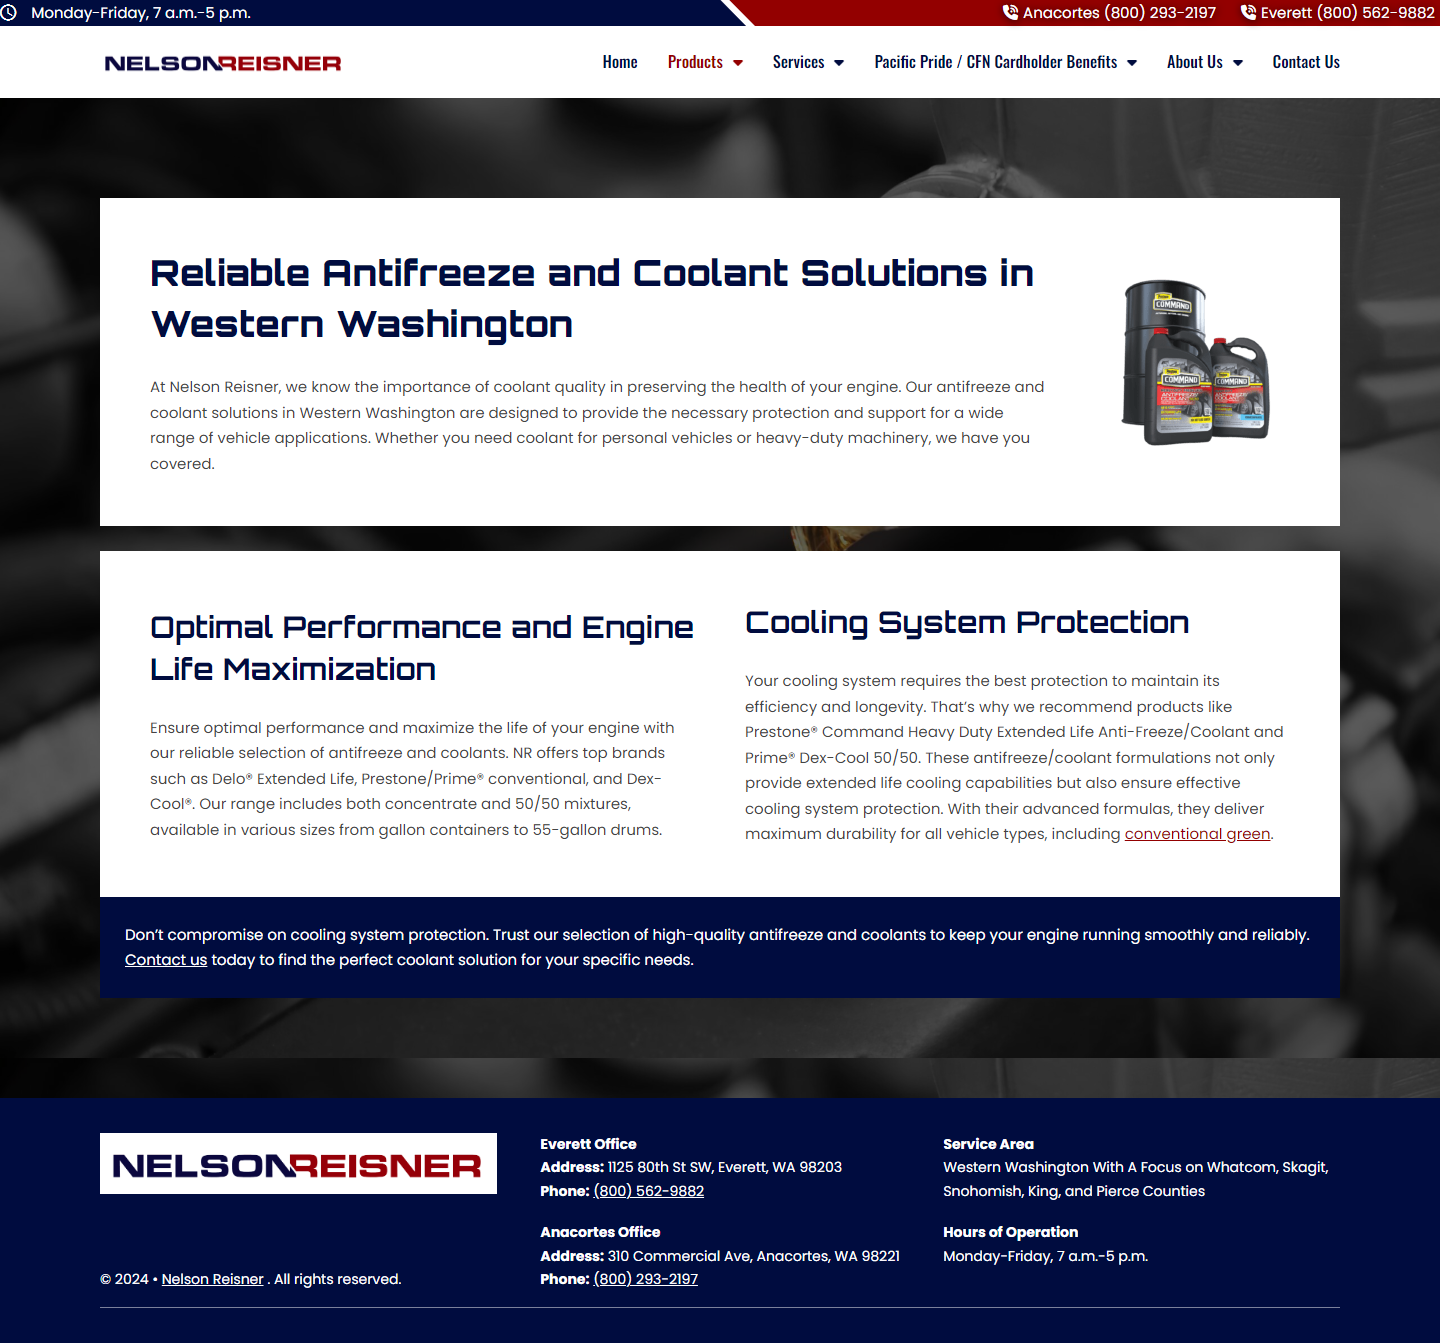 Monday-Friday, 7 a.m.-5 p.m.
Anacortes (800) 293-2197
Everett (800) 562-9882
NELSONREISNER
Home
Products
Services
Pacific Pride / CFN Cardholder Benefits
About Us
Contact Us
Reliable Antifreeze and Coolant Solutions in
Western Washington
At Nelson Reisner, we know the importance of coolant quality in preserving the health of your engine. Our antifreeze and
coolant solutions in Western Washington are designed to provide the necessary protection and support for a wide
range of vehicle applications. Whether you need coolant for personal vehicles or heavy-duty machinery, we have you
covered.
COMMAND
COMMAND
COMMAND
Optimal Performance and Engine
Life Maximization
Ensure optimal performance and maximize the life of your engine with
our reliable selection of antifreeze and coolants. NR offers top brands
such as Delo® Extended Life, Prestone/Prime® conventional, and Dex-
Cool®. Our range includes both concentrate and 50/50 mixtures,
available in various sizes from gallon containers to 55-gallon drums.
Cooling System Protection
Your cooling system requires the best protection to maintain its
efficiency and longevity. That's why we recommend products like
Prestone® Command Heavy Duty Extended Life Anti-Freeze/Coolant and
Prime® Dex-Cool 50/50. These antifreeze/coolant formulations not only
provide extended life cooling capabilities but also ensure effective
cooling system protection. With their advanced formulas, they deliver
maximum durability for all vehicle types, including conventional green.
Don't compromise on cooling system protection. Trust our selection of high-quality antifreeze and coolants to keep your engine running smoothly and reliably.
Contact us today to find the perfect coolant solution for your specific needs.
NELSONREISNER
© 2024 • Nelson Reisner . All rights reserved.
Everett Office
Address: 1125 80th St SW, Everett, WA 98203
Phone: (800) 562-9882
Anacortes Office
Address: 310 Commercial Ave, Anacortes, WA 98221
Phone: (800) 293-2197
Service Area
Western Washington With A Focus on Whatcom, Skagit,
Snohomish, King, and Pierce Counties
Hours of Operation
Monday-Friday, 7 a.m.-5 p.m.